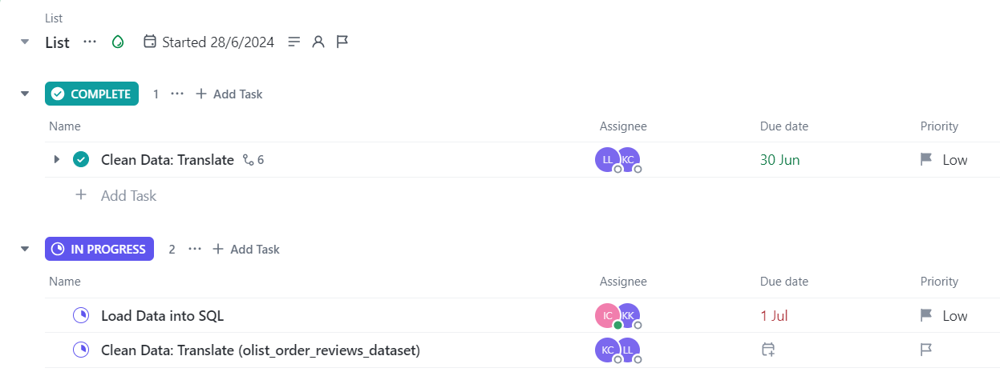 List
List ... Started 28/6/2024
COMPLETE 1 ... + Add Task
Name Assignee Due date Priority
Clean Data: Translate 6 LL KC 30 Jun Low
+ Add Task
IN PROGRESS 2 ... + Add Task
Name Assignee Due date Priority
Load Data into SQL IC KK 1 Jul Low
Clean Data: Translate (olist_order_reviews_dataset) KC LL